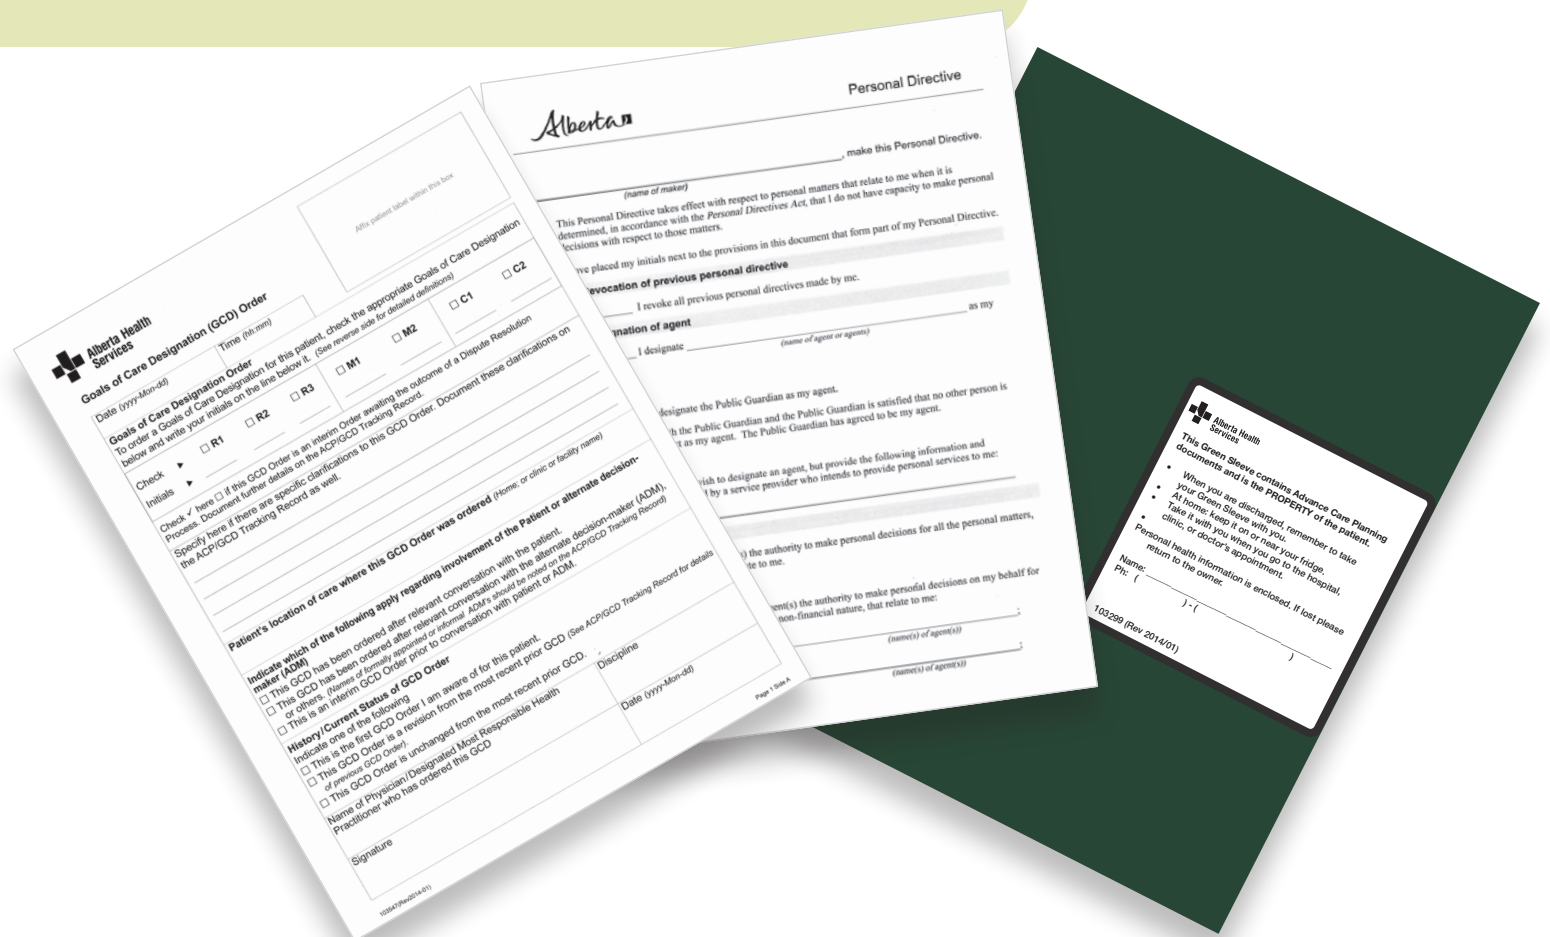 Alberta Health
Services
Affix patient label within this box
Goals of Care Designation (GCD) Order
Date (yyyy-Mon-dd)
Time (hh:mm)
Goals of Care Designation Order
To order a Goals of Care Designation for this patient, check the appropriate Goals of Care Designation
below and write your initials on the line below it. (See reverse side for detailed definitions)
Check ▶ ☐ R1 ☐ R2 ☐ R3 ☐ M1 ☐ M2 ☐ C1 ☐ C2
Initials ▶
Check ✓ here ☐ if this GCD Order is an interim Order awaiting the outcome of a Dispute Resolution
Process. Document further details on the ACP/GCD Tracking Record.
Specify here if there are specific clarifications to this GCD Order. Document these clarifications on
the ACP/GCD Tracking Record as well.
Patient's location of care where this GCD Order was ordered (Home; or clinic or facility name)
Indicate which of the following apply regarding involvement of the Patient or alternate decision-
maker (ADM)
☐ This GCD has been ordered after relevant conversation with the patient.
☐ This GCD has been ordered after relevant conversation with the alternate decision-maker (ADM),
or others. (Names of formally appointed or informal ADM's should be noted on the ACP/GCD Tracking Record)
☐ This is an interim GCD Order prior to conversation with patient or ADM.
History/Current Status of GCD Order
Indicate one of the following
☐ This is the first GCD Order I am aware of for this patient.
☐ This GCD Order is a revision from the most recent prior GCD (See ACP/GCD Tracking Record for details
of previous GCD Order).
☐ This GCD Order is unchanged from the most recent prior GCD.
Name of Physician/Designated Most Responsible Health
Practitioner who has ordered this GCD
Discipline
Signature
Date (yyyy-Mon-dd)
103547(Rev2014-01)
Page 1 Side A
Alberta
Personal Directive
, make this Personal Directive.
(name of maker)
This Personal Directive takes effect with respect to personal matters that relate to me when it is
determined, in accordance with the Personal Directives Act, that I do not have capacity to make personal
decisions with respect to those matters.
ve placed my initials next to the provisions in this document that form part of my Personal Directive.
evocation of previous personal directive
I revoke all previous personal directives made by me.
gnation of agent
I designate as my
(name of agent or agents)
designate the Public Guardian as my agent.
h the Public Guardian and the Public Guardian is satisfied that no other person is
ct as my agent. The Public Guardian has agreed to be my agent.
ish to designate an agent, but provide the following information and
l by a service provider who intends to provide personal services to me:
) the authority to make personal decisions for all the personal matters,
te to me.
ent(s) the authority to make personal decisions on my behalf for
non-financial nature, that relate to me:
;
(name(s) of agent(s))
;
(name(s) of agent(s))
Alberta Health
Services
This Green Sleeve contains Advance Care Planning
documents and is the PROPERTY of the patient.
• When you are discharged, remember to take
your Green Sleeve with you.
• At home: keep it on or near your fridge.
• Take it with you when you go to the hospital,
clinic, or doctor's appointment.
• Personal health information is enclosed. If lost please
return to the owner.
Name:
Ph: ( ) - ( )
103299 (Rev 2014/01)